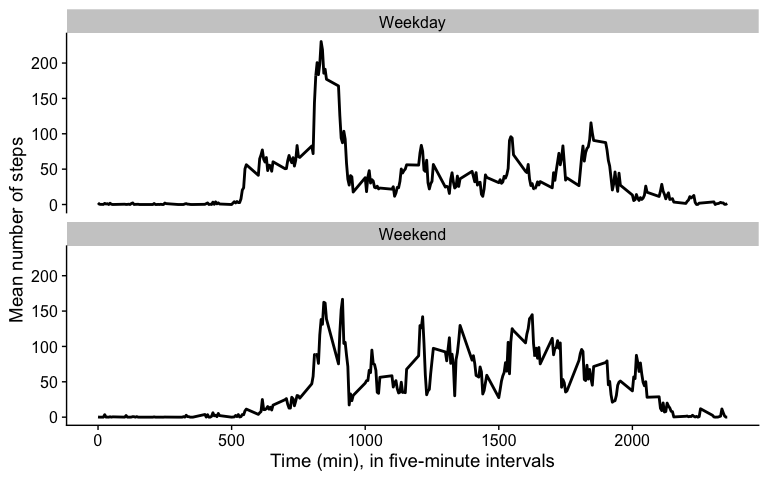 Weekday
200
150
100
50
0
Weekend
200
150
100
50
0
Mean number of steps
0 500 1000 1500 2000
Time (min), in five-minute intervals